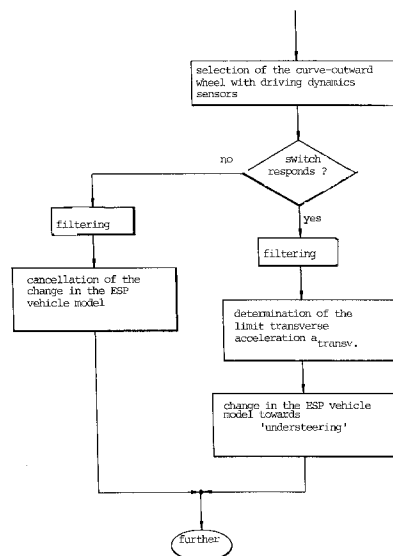 selection of the curve-outward
wheel with driving dynamics
sensors
no
switch
responds ?
yes
filtering
filtering
cancellation of the
change in the ESP
vehicle model
determination of the
limit transverse
acceleration a transv.
change in the ESP vehicle
model towards
'understeering'
further